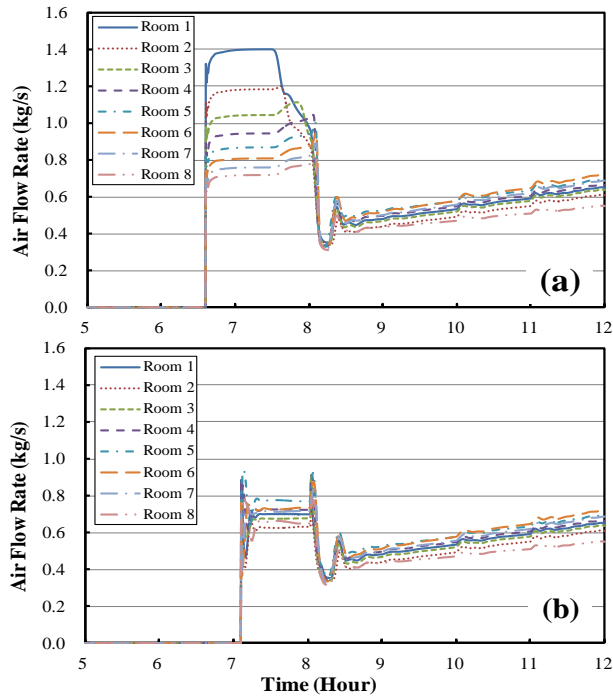 1.6
1.4
1.2
1.0
0.8
0.6
0.4
0.2
0.0
Air Flow Rate (kg/s)
Room 1
Room 2
Room 3
Room 4
Room 5
Room 6
Room 7
Room 8
(a)
5 6 7 8 9 10 11 12
1.6
1.4
1.2
1.0
0.8
0.6
0.4
0.2
0.0
Air Flow Rate (kg/s)
Room 1
Room 2
Room 3
Room 4
Room 5
Room 6
Room 7
Room 8
(b)
5 6 7 8 9 10 11 12
Time (Hour)